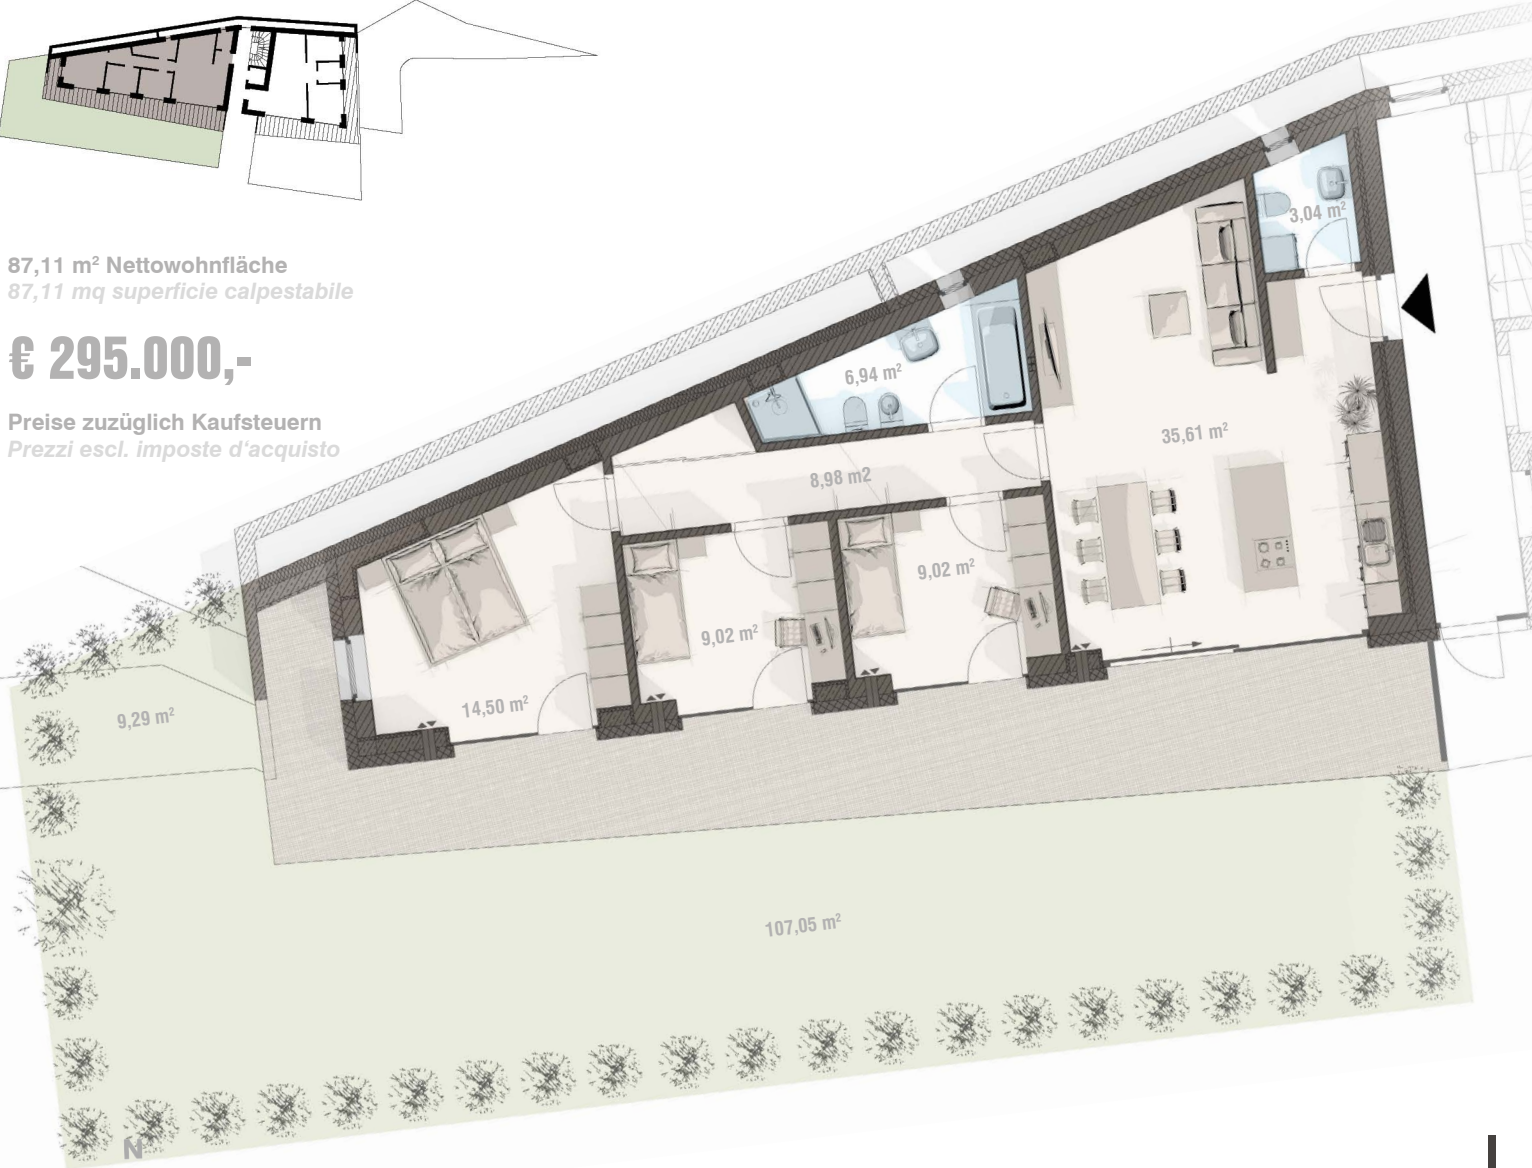 87,11 m² Nettowohnfläche
87,11 mq superficie calpestabile
€ 295.000,-
Preise zuzüglich Kaufsteuern
Prezzi escl. imposte d‘acquisto
3,04 m²
6,94 m²
35,61 m²
8,98 m2
9,02 m²
9,02 m²
14,50 m²
9,29 m²
107,05 m²
N